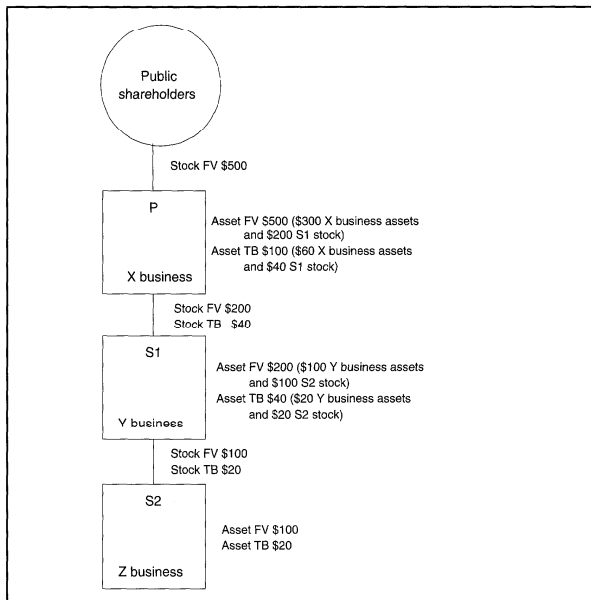 Public
shareholders
Stock FV $500
P
X business
Asset FV $500 ($300 X business assets
and $200 S1 stock)
Asset TB $100 ($60 X business assets
and $40 S1 stock)
Stock FV $200
Stock TB $40
S1
Y business
Asset FV $200 ($100 Y business assets
and $100 S2 stock)
Asset TB $40 ($20 Y business assets
and $20 S2 stock)
Stock FV $100
Stock TB $20
S2
Z business
Asset FV $100
Asset TB $20